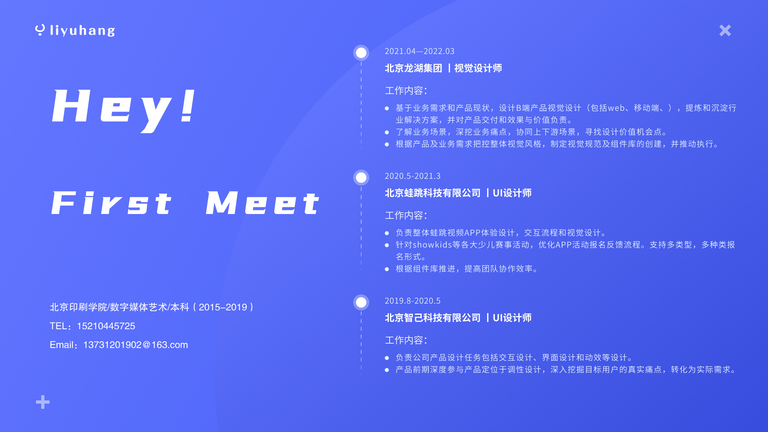 liyuhang
Hey!
First Meet
北京印刷学院/数字媒体艺术/本科（2015-2019）
TEL：15210445725
Email：13731201902@163.com
2021.04—2022.03
北京龙湖集团 丨视觉设计师
工作内容：
基于业务需求和产品现状，设计B端产品视觉设计（包括web、移动端、），提炼和沉淀行
业解决方案，并对产品交付和效果与价值负责。
了解业务场景，深挖业务痛点，协同上下游场景，寻找设计价值机会点。
根据产品及业务需求把控整体视觉风格，制定视觉规范及组件库的创建，并推动执行。
2020.5-2021.3
北京蛙跳科技有限公司 丨UI设计师
工作内容：
负责整体蛙跳视频APP体验设计，交互流程和视觉设计。
针对showkids等各大少儿赛事活动，优化APP活动报名反馈流程。支持多类型，多种类报
名形式。
根据组件库推进，提高团队协作效率。
2019.8-2020.5
北京智己科技有限公司 丨UI设计师
工作内容：
负责公司产品设计任务包括交互设计、界面设计和动效等设计。
产品前期深度参与产品定位于调性设计，深入挖掘目标用户的真实痛点，转化为实际需求。